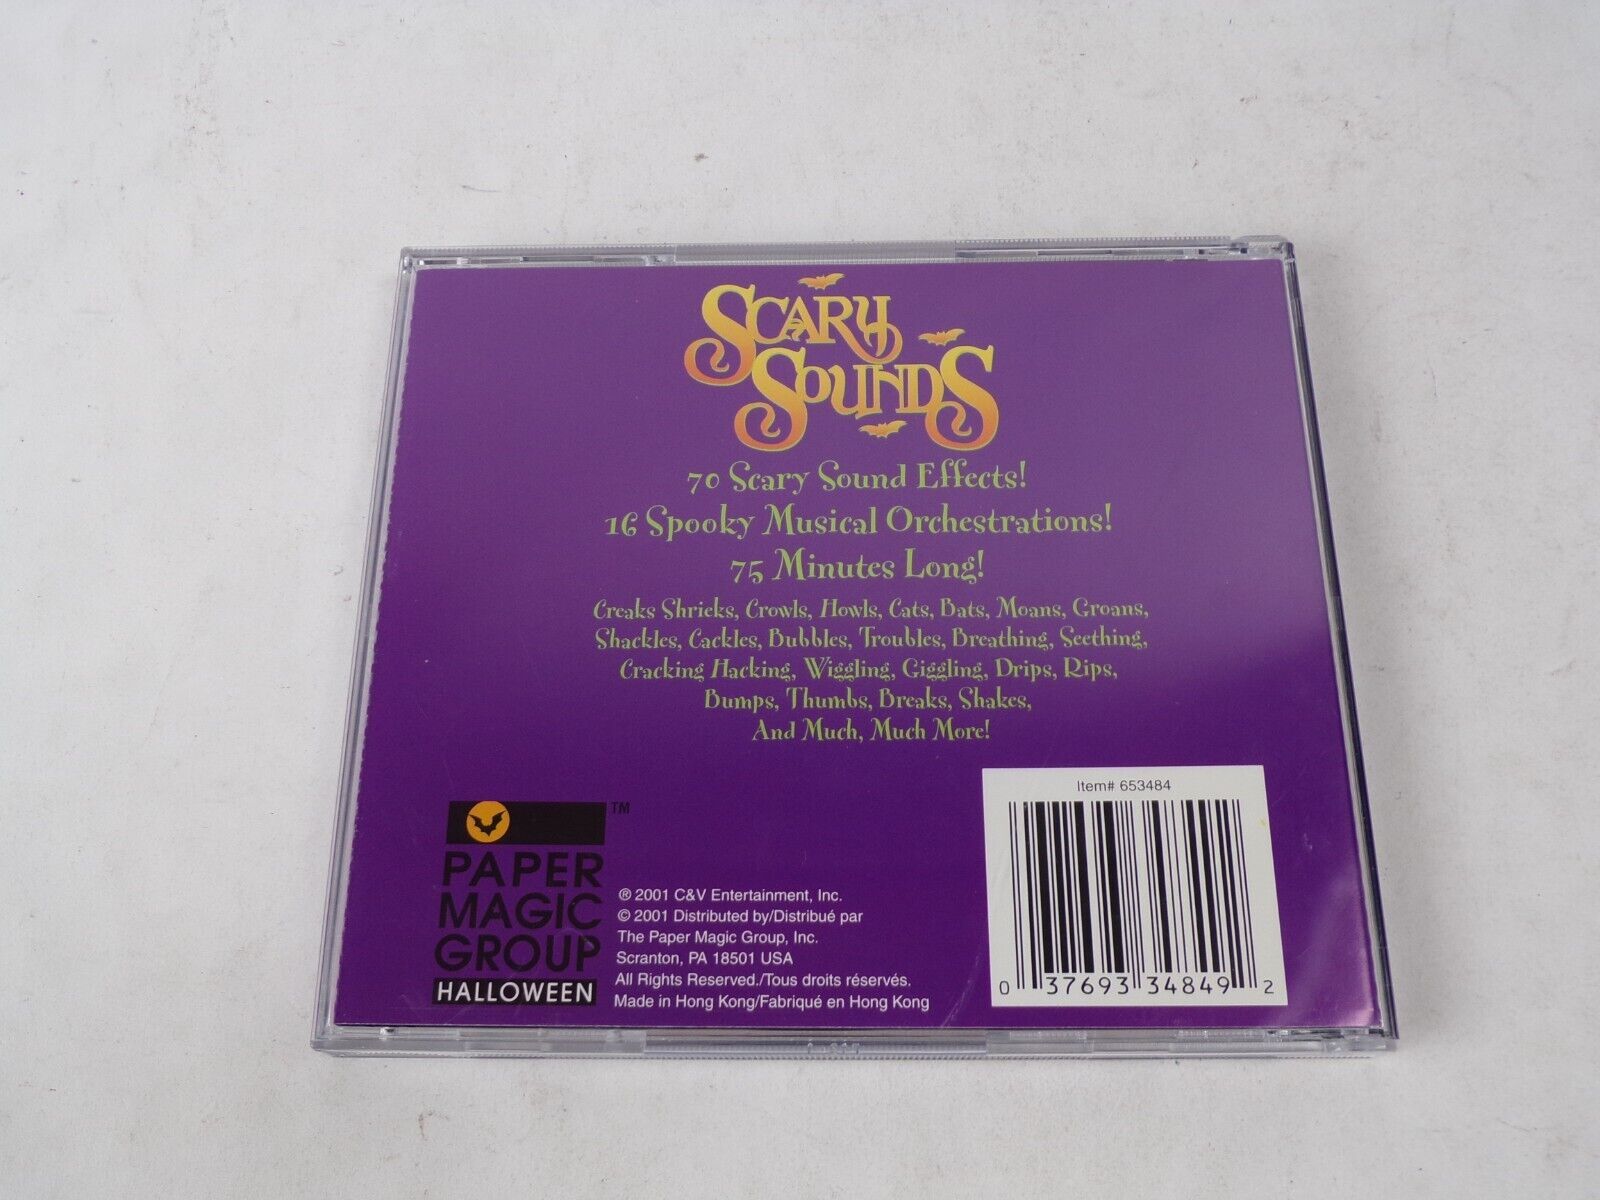 SCARY
SOUNDS
70 Scary Sound Effects!
16 Spooky Musical Orchestrations!
75 Minutes Long!
Creaks Shrieks, Crowls, Howls, Cats, Bats, Moans, Groans,
Shackles, Cackles, Bubbles, Troubles, Breathing, Seething,
Cracking Hacking, Wiggling, Giggling, Drips, Rips,
Bumps, Thumbs, Breaks, Shakes,
And Much, Much More!
TM
PAPER
MAGIC
GROUP
HALLOWEEN
℗ 2001 C&V Entertainment, Inc.
© 2001 Distributed by/Distribué par
The Paper Magic Group, Inc.
Scranton, PA 18501 USA
All Rights Reserved./Tous droits réservés.
Made in Hong Kong/Fabriqué en Hong Kong
Item# 653484
0 37693 34849 2